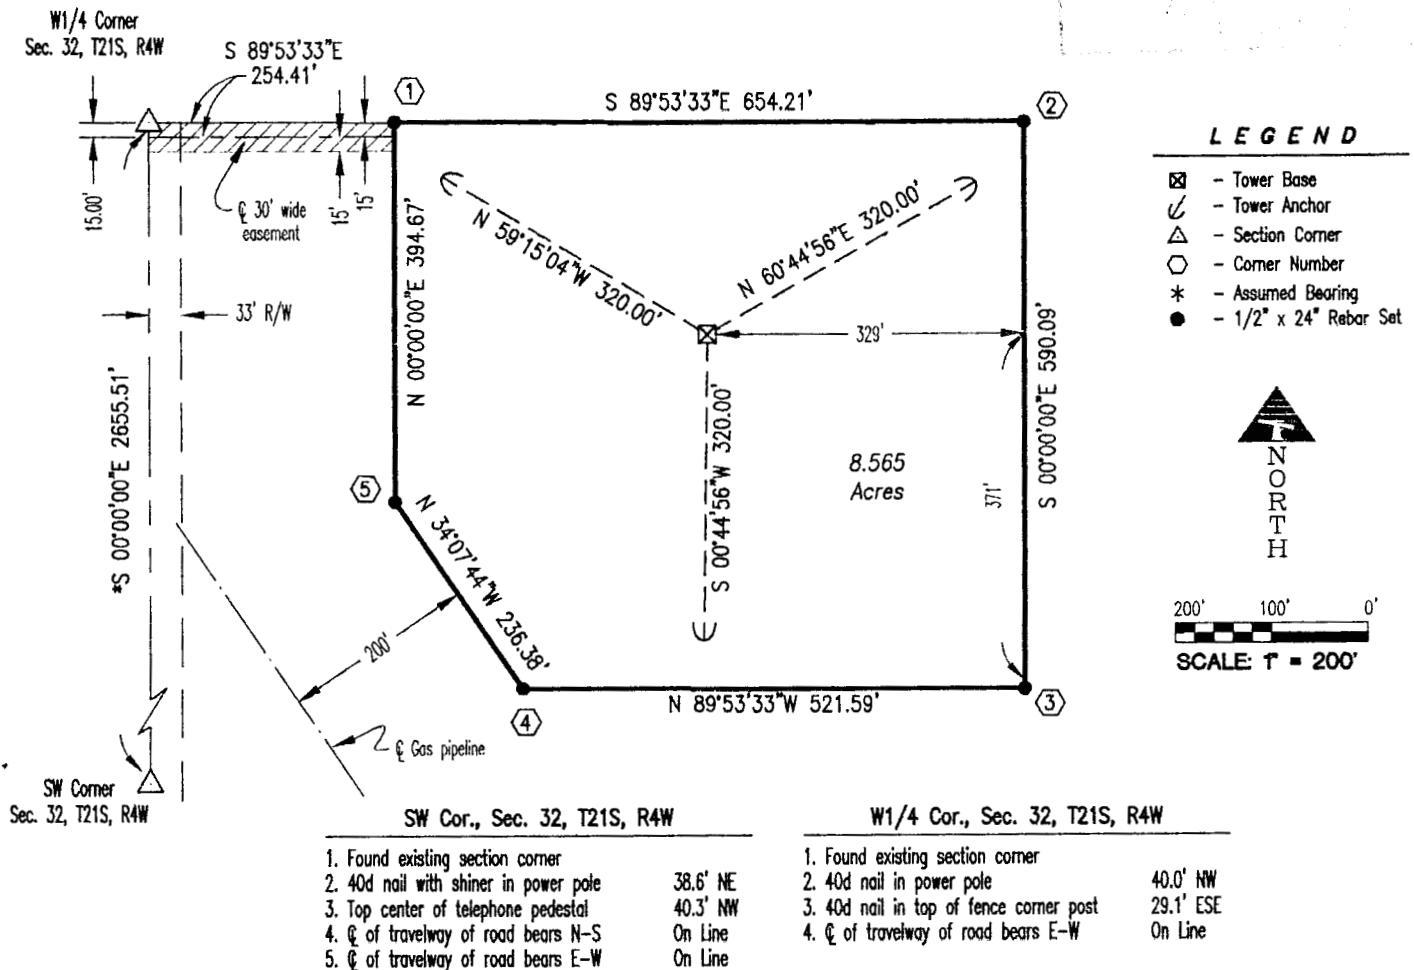 W1/4 Corner
Sec. 32, T21S, R4W
S 89°53'33"E
254.41'
1
S 89°53'33"E 654.21'
2
15.00'
℄ 30' wide
easement
15'
15'
33' R/W
*S 00°00'00"E 2655.51'
N 00°00'00"E 394.67'
N 59°15'04"W 320.00'
N 60°44'56"E 320.00'
329'
S 00°44'56"W 320.00'
8.565
Acres
371'
S 00°00'00"E 590.09'
5
N 34°07'44"W 236.38'
200'
℄ Gas pipeline
4
N 89°53'33"W 521.59'
3
SW Corner
Sec. 32, T21S, R4W
LEGEND
- Tower Base
- Tower Anchor
- Section Corner
- Corner Number
* - Assumed Bearing
- 1/2" x 24" Rebar Set
NORTH
200' 100' 0'
SCALE: 1" = 200'
SW Cor., Sec. 32, T21S, R4W
1. Found existing section corner
2. 40d nail with shiner in power pole 38.6' NE
3. Top center of telephone pedestal 40.3' NW
4. ℄ of travelway of road bears N-S On Line
5. ℄ of travelway of road bears E-W On Line
W1/4 Cor., Sec. 32, T21S, R4W
1. Found existing section corner
2. 40d nail in power pole 40.0' NW
3. 40d nail in top of fence corner post 29.1' ESE
4. ℄ of travelway of road bears E-W On Line